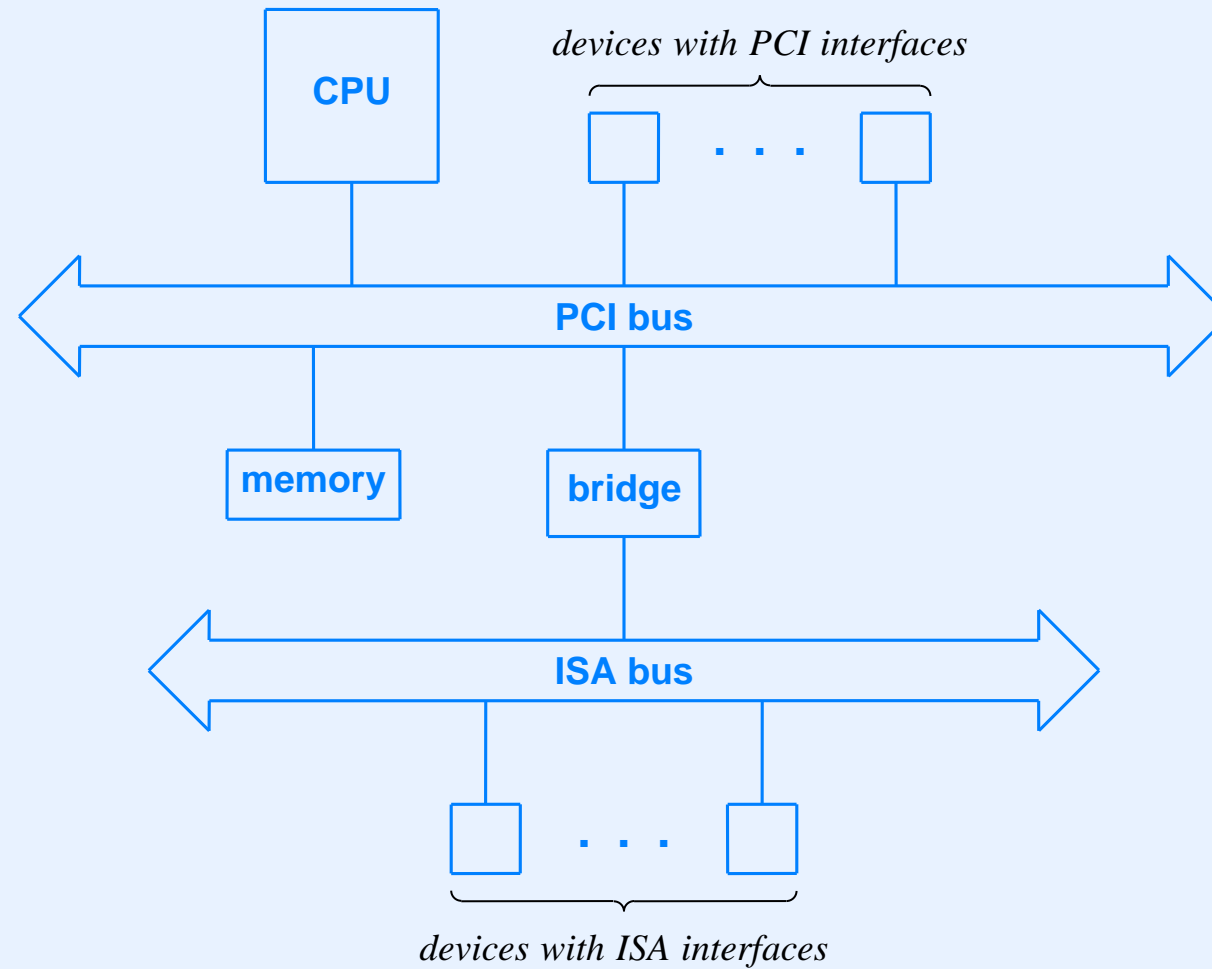 devices with PCI interfaces
CPU
. . .
PCI bus
memory
bridge
ISA bus
. . .
devices with ISA interfaces